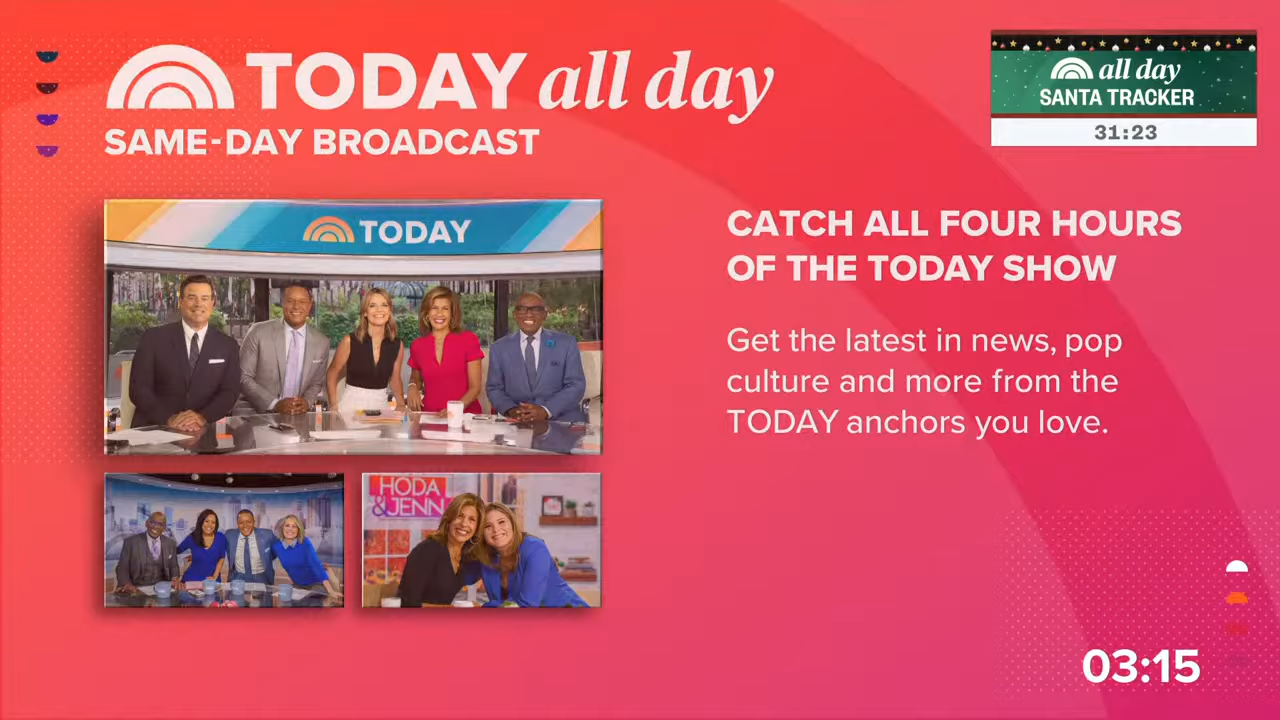 TODAY all day
SAME-DAY BROADCAST
all day
SANTA TRACKER
31:23
TODAY
CATCH ALL FOUR HOURS
OF THE TODAY SHOW
Get the latest in news, pop
culture and more from the
TODAY anchors you love.
HODA
&JENN
03:15